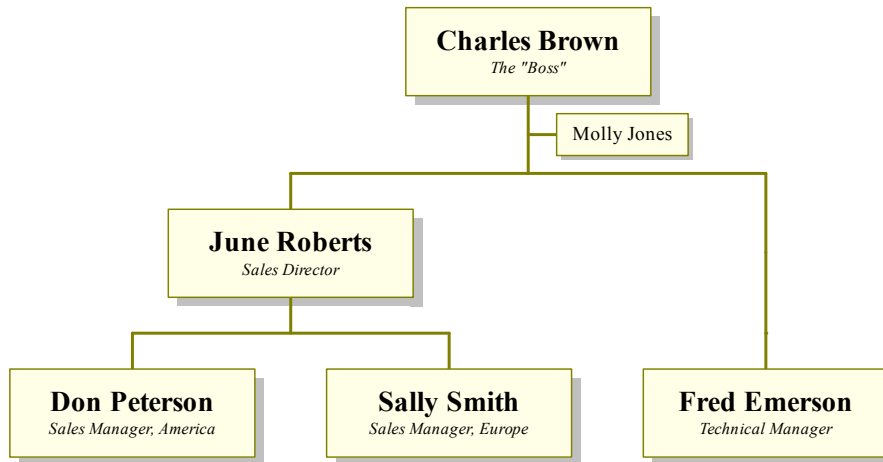 Charles Brown
The "Boss"
Molly Jones
June Roberts
Sales Director
Don Peterson
Sales Manager, America
Sally Smith
Sales Manager, Europe
Fred Emerson
Technical Manager